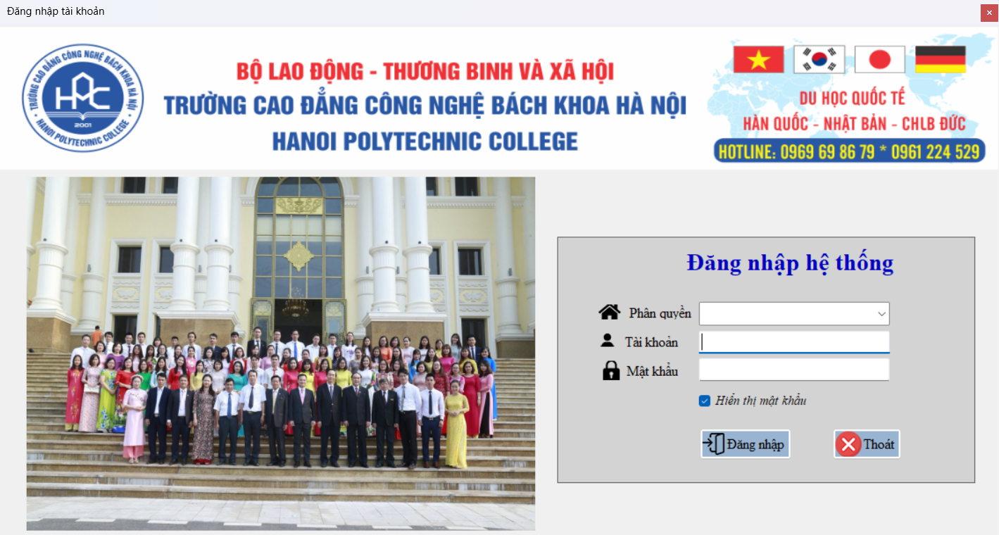 Đăng nhập tài khoản
TRƯỜNG CAO ĐẲNG CÔNG NGHỆ BÁCH KHOA HÀ NỘI
HPC
2001
HANOI POLYTECHNIC COLLEGE
BỘ LAO ĐỘNG - THƯƠNG BINH VÀ XÃ HỘI
TRƯỜNG CAO ĐẲNG CÔNG NGHỆ BÁCH KHOA HÀ NỘI
HANOI POLYTECHNIC COLLEGE
DU HỌC QUỐC TẾ
HÀN QUỐC - NHẬT BẢN - CHLB ĐỨC
HOTLINE: 0969 69 86 79 * 0961 224 529
Đăng nhập hệ thống
Phân quyền
Tài khoản
Mật khẩu
Hiển thị mật khẩu
Đăng nhập
Thoát